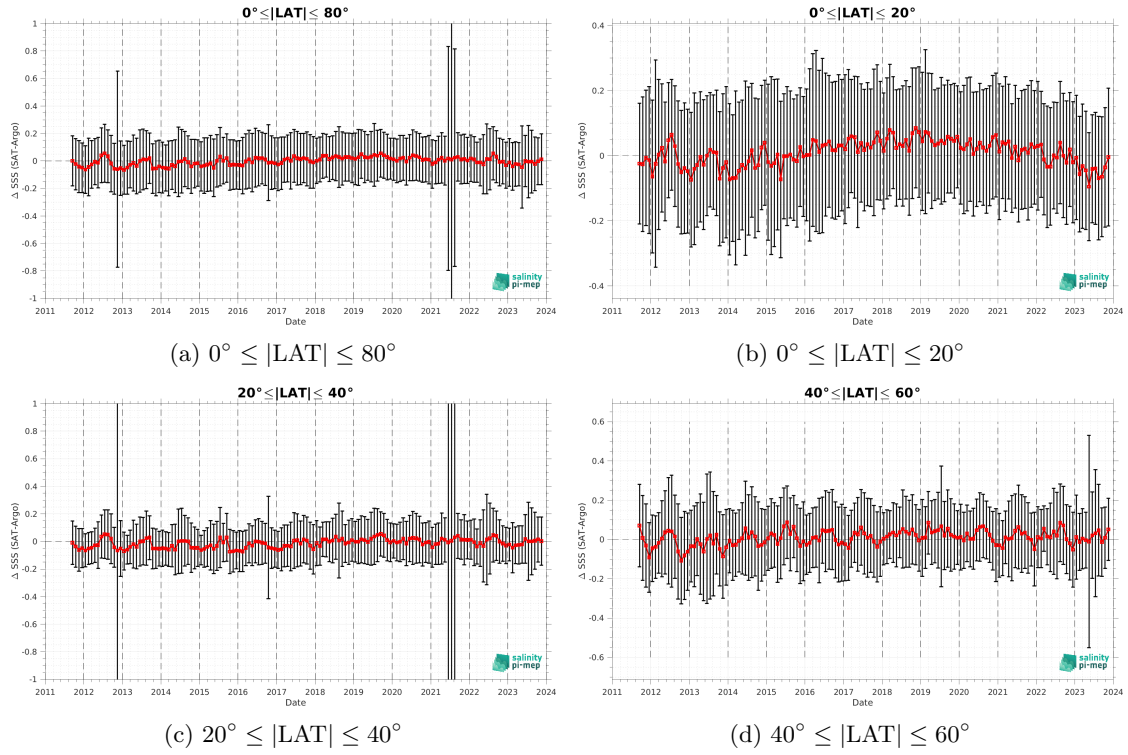 0°≤|LAT|≤ 80°
Δ SSS (SAT-Argo)
1
0.8
0.6
0.4
0.2
0
-0.2
-0.4
-0.6
-0.8
-1
2011 2012 2013 2014 2015 2016 2017 2018 2019 2020 2021 2022 2023 2024
Date
salinity
pi-mep
(a) 0° ≤ |LAT| ≤ 80°
0°≤|LAT|≤ 20°
Δ SSS (SAT-Argo)
0.4
0.2
0
-0.2
-0.4
2011 2012 2013 2014 2015 2016 2017 2018 2019 2020 2021 2022 2023 2024
Date
salinity
pi-mep
(b) 0° ≤ |LAT| ≤ 20°
20°≤|LAT|≤ 40°
Δ SSS (SAT-Argo)
1
0.8
0.6
0.4
0.2
0
-0.2
-0.4
-0.6
-0.8
-1
2011 2012 2013 2014 2015 2016 2017 2018 2019 2020 2021 2022 2023 2024
Date
salinity
pi-mep
(c) 20° ≤ |LAT| ≤ 40°
40°≤|LAT|≤ 60°
Δ SSS (SAT-Argo)
0.6
0.4
0.2
0
-0.2
-0.4
-0.6
2011 2012 2013 2014 2015 2016 2017 2018 2019 2020 2021 2022 2023 2024
Date
salinity
pi-mep
(d) 40° ≤ |LAT| ≤ 60°